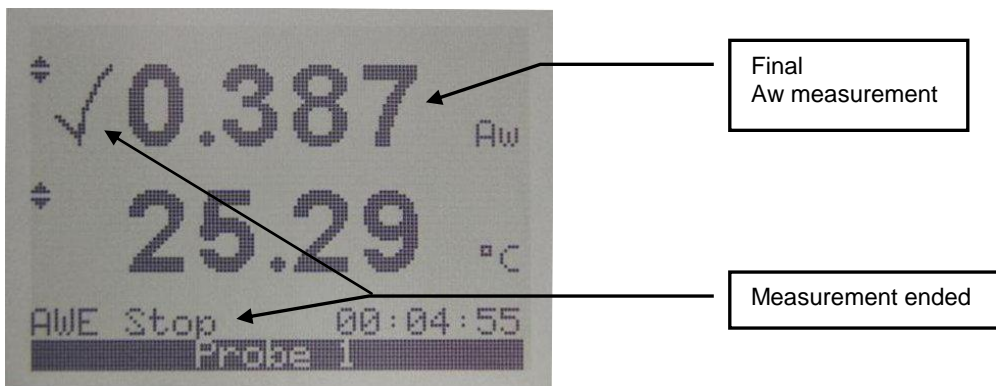 0.387
Aw
25.29
°C
AWE Stop 00:04:55
Probe 1
Final
Aw measurement
Measurement ended